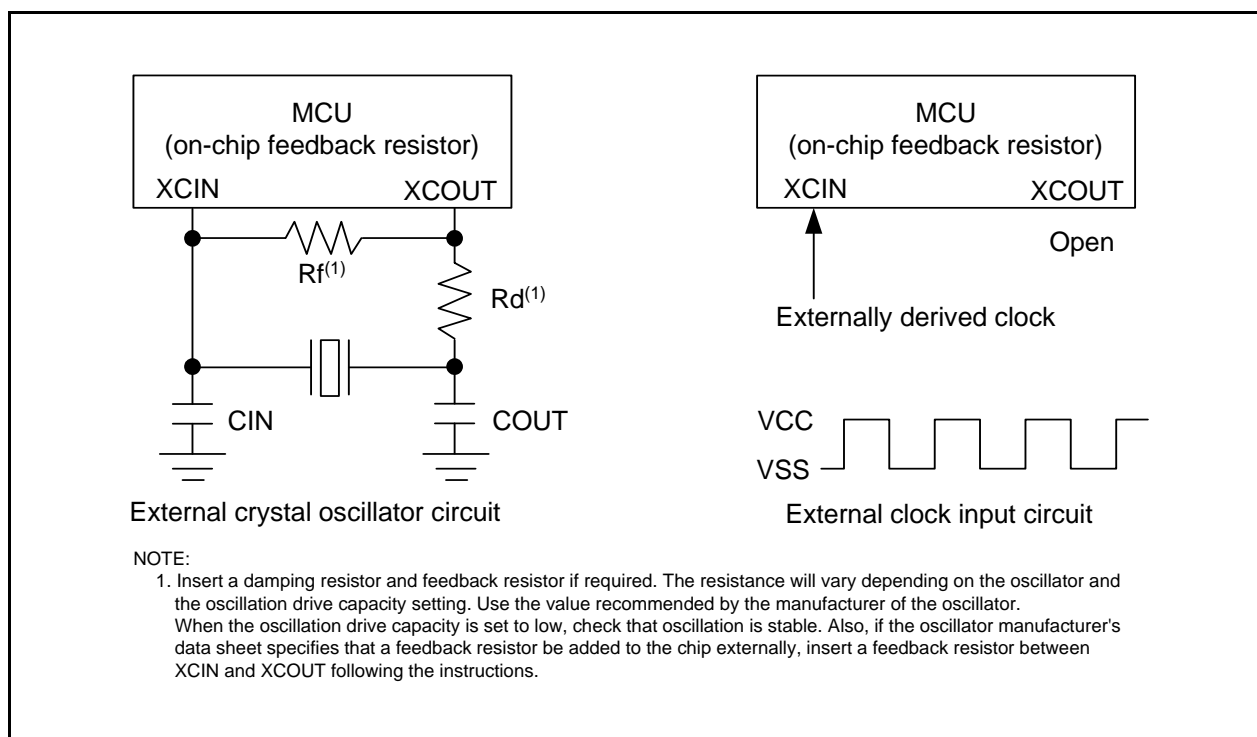 MCU
(on-chip feedback resistor)
XCIN
XCOUT
Rf(1)
Rd(1)
CIN
COUT
External crystal oscillator circuit
MCU
(on-chip feedback resistor)
XCIN
XCOUT
Open
Externally derived clock
VCC
VSS
External clock input circuit
NOTE:
1. Insert a damping resistor and feedback resistor if required. The resistance will vary depending on the oscillator and
the oscillation drive capacity setting. Use the value recommended by the manufacturer of the oscillator.
When the oscillation drive capacity is set to low, check that oscillation is stable. Also, if the oscillator manufacturer's
data sheet specifies that a feedback resistor be added to the chip externally, insert a feedback resistor between
XCIN and XCOUT following the instructions.